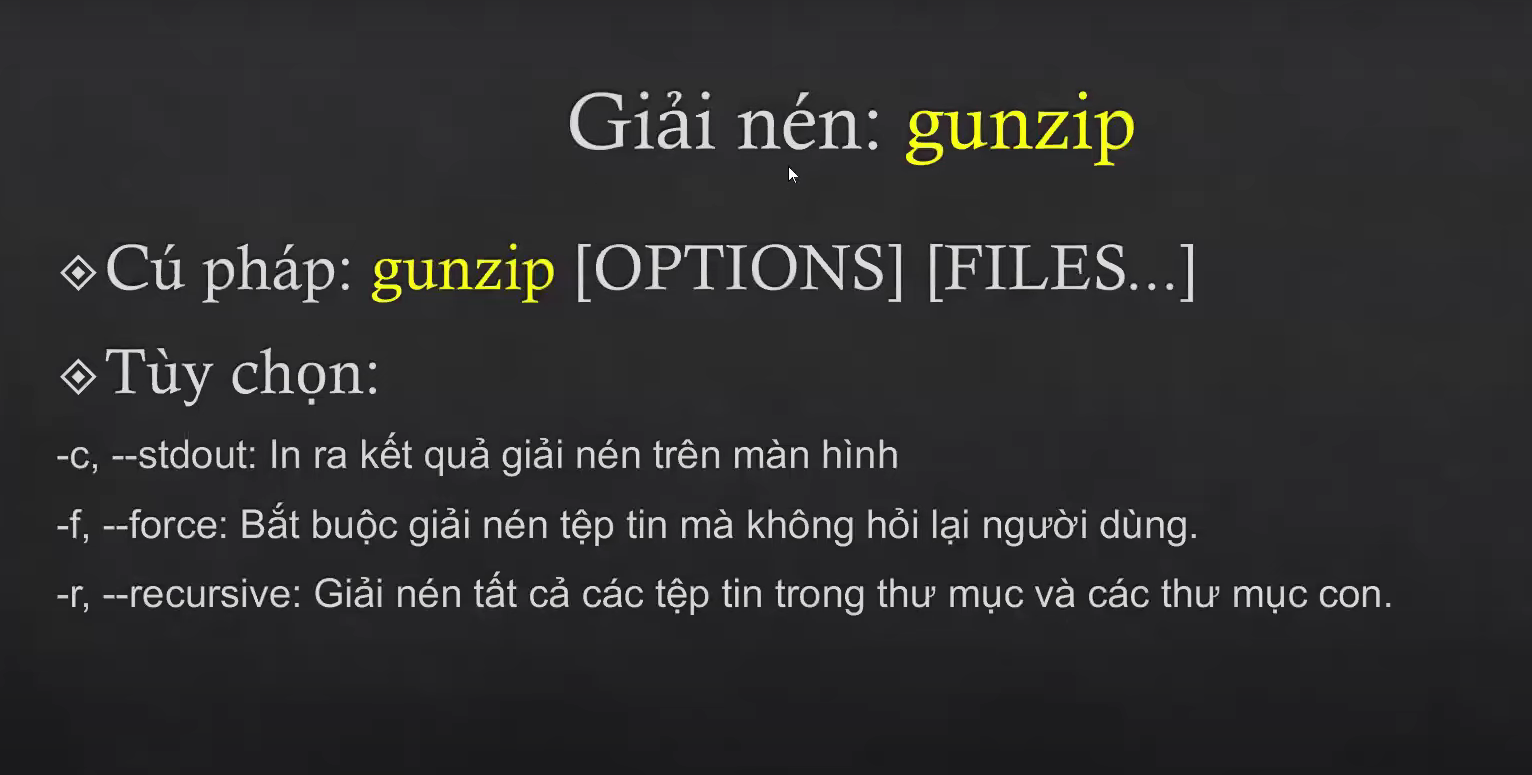 Giải nén: gunzip
Cú pháp: gunzip [OPTIONS] [FILES...]
Tùy chọn:
-c, --stdout: In ra kết quả giải nén trên màn hình
-f, --force: Bắt buộc giải nén tệp tin mà không hỏi lại người dùng.
-r, --recursive: Giải nén tất cả các tệp tin trong thư mục và các thư mục con.